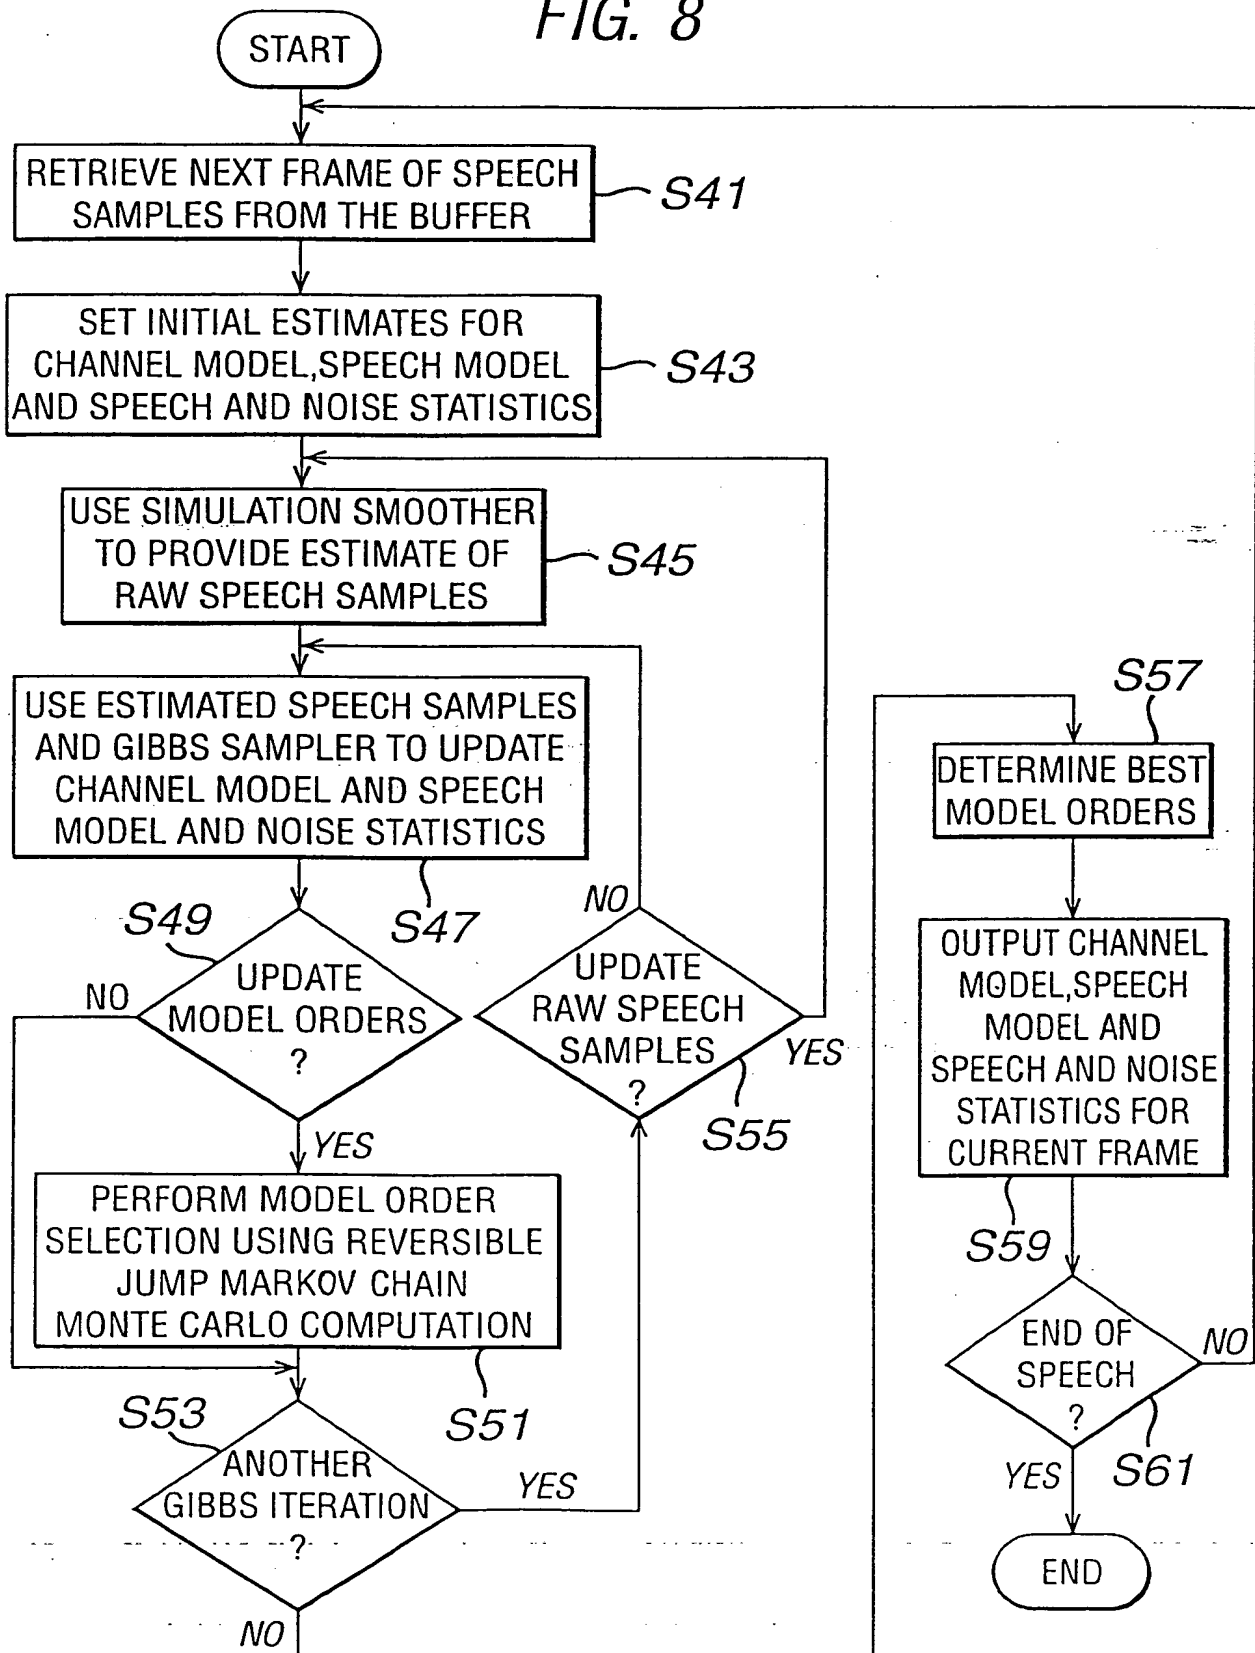 FIG. 8
START
RETRIEVE NEXT FRAME OF SPEECH
SAMPLES FROM THE BUFFER
S41
SET INITIAL ESTIMATES FOR
CHANNEL MODEL,SPEECH MODEL
AND SPEECH AND NOISE STATISTICS
S43
USE SIMULATION SMOOTHER
TO PROVIDE ESTIMATE OF
RAW SPEECH SAMPLES
S45
USE ESTIMATED SPEECH SAMPLES
AND GIBBS SAMPLER TO UPDATE
CHANNEL MODEL AND SPEECH
MODEL AND NOISE STATISTICS
S47
S49
UPDATE
MODEL ORDERS
?
NO
YES
PERFORM MODEL ORDER
SELECTION USING REVERSIBLE
JUMP MARKOV CHAIN
MONTE CARLO COMPUTATION
S51
S53
ANOTHER
GIBBS ITERATION
?
YES
NO
NO
UPDATE
RAW SPEECH
SAMPLES
?
YES
S55
S57
DETERMINE BEST
MODEL ORDERS
OUTPUT CHANNEL
MODEL,SPEECH
MODEL AND
SPEECH AND NOISE
STATISTICS FOR
CURRENT FRAME
S59
END OF
SPEECH
?
NO
S61
YES
END